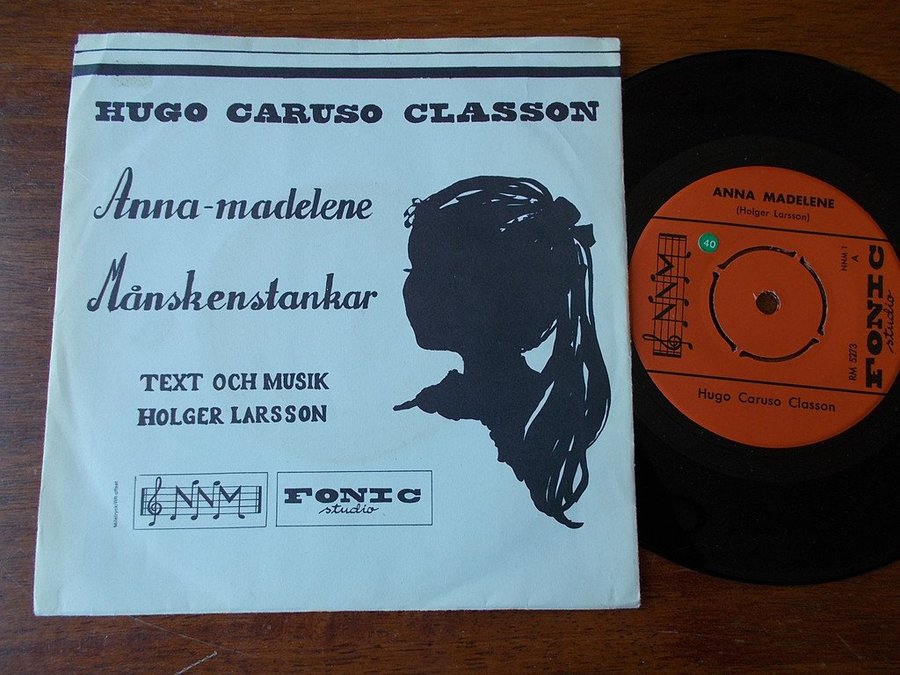 HUGO CARUSO CLASSON
Anna-madelene
Månskenstankar
TEXT OCH MUSIK
HOLGER LARSSON
NNM
FONIC
studio
ANNA MADELENE
(Holger Larsson)
40
NNM
NNM 1
A
RM 5273
FONIC
studio
Hugo Caruso Classon